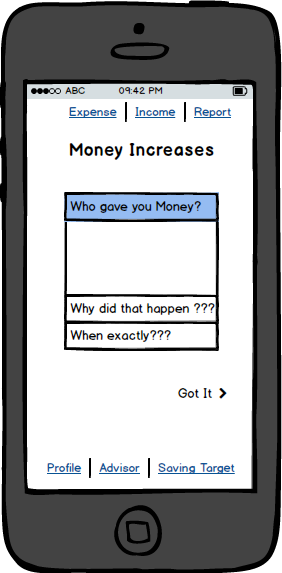 ABC 09:42 PM
Expense Income Report
Money Increases
Who gave you Money?
Why did that happen ???
When exactly???
Got It
Profile Advisor Saving Target